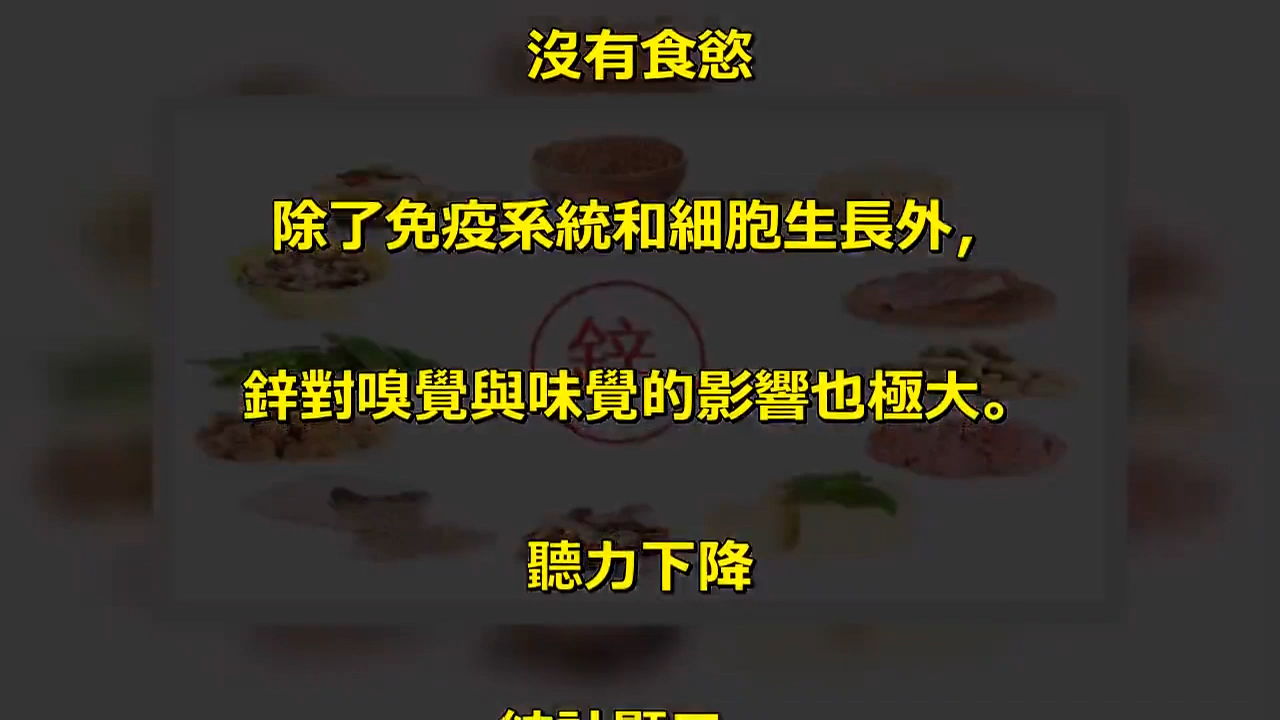 沒有食慾
除了免疫系統和細胞生長外，
鋅
鋅對嗅覺與味覺的影響也極大。
聽力下降